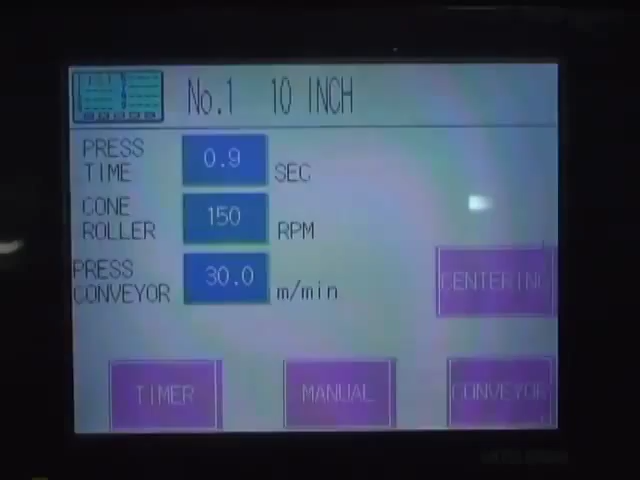 No.1 10 INCH
PRESS TIME 0.9 SEC
CONE ROLLER 150 RPM
PRESS CONVEYOR 30.0 m/min
CENTERING
TIMER MANUAL CONVEYOR